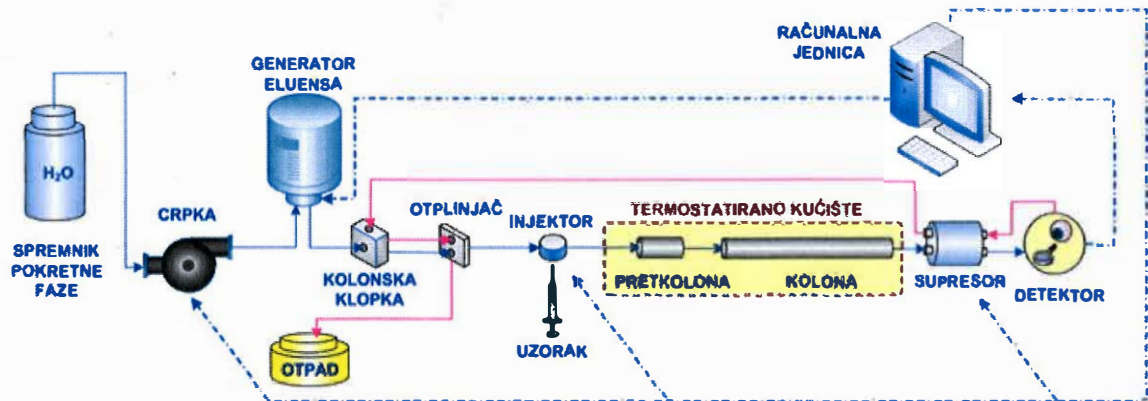 RAČUNALNA
JEDNICA
GENERATOR
ELUENSA
H₂O
CRPKA
OTPLINJAČ
INJEKTOR
TERMOSTATIRANO KUĆIŠTE
SPREMNIK
POKRETNE
FAZE
KOLONSKA
KLOPKA
PRETKOLONA
KOLONA
SUPRESOR
DETEKTOR
UZORAK
OTPAD